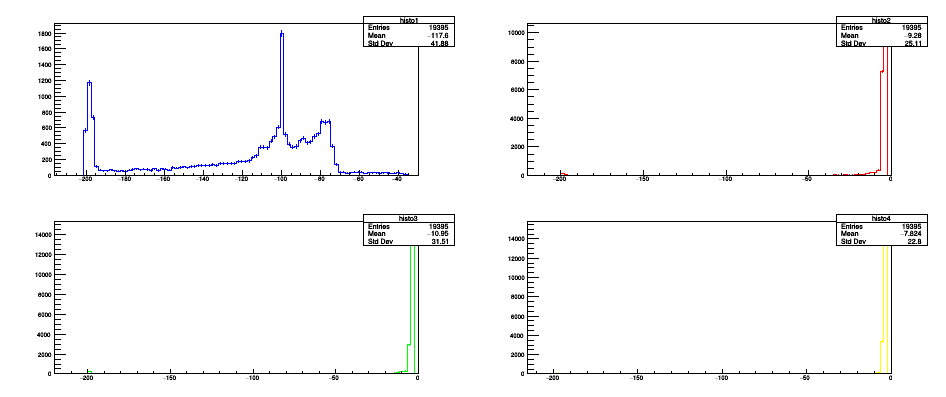 histo1
Entries 19395
Mean -117.6
Std Dev 41.88
1800
1600
1400
1200
1000
800
600
400
200
0
-200 -180 -160 -140 -120 -100 -80 -60 -40
histo2
Entries 19395
Mean -9.28
Std Dev 25.11
10000
8000
6000
4000
2000
0
-200 -150 -100 -50 0
histo3
Entries 19395
Mean -10.95
Std Dev 31.51
14000
12000
10000
8000
6000
4000
2000
0
-200 -150 -100 -50 0
histo4
Entries 19395
Mean -7.824
Std Dev 22.8
14000
12000
10000
8000
6000
4000
2000
0
-200 -150 -100 -50 0